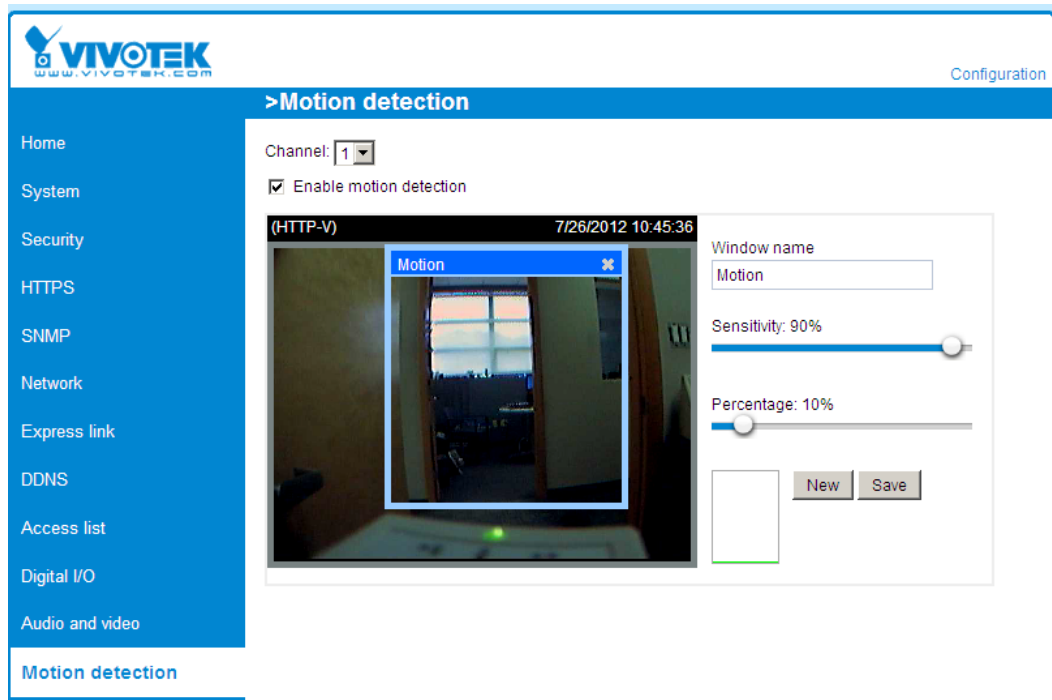 VIVOTEK
www.vivotek.com
Configuration
>Motion detection
Home
System
Security
HTTPS
SNMP
Network
Express link
DDNS
Access list
Digital I/O
Audio and video
Motion detection
Channel: 1
Enable motion detection
(HTTP-V) 7/26/2012 10:45:36
Motion
Window name
Motion
Sensitivity: 90%
Percentage: 10%
New Save